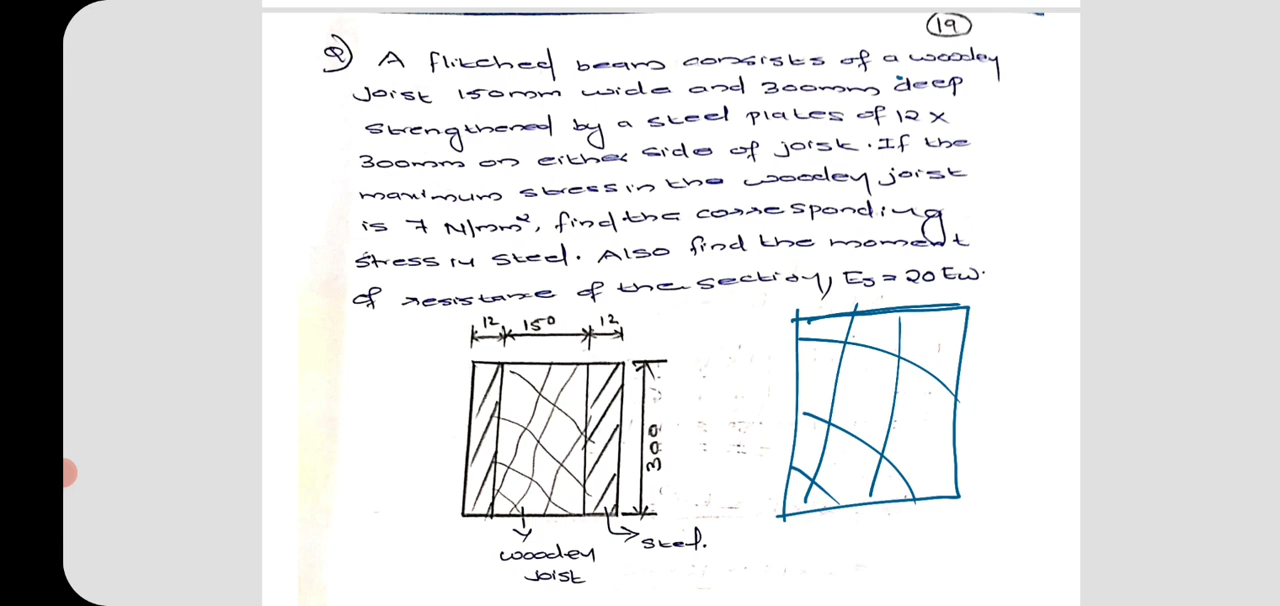 19
Q) A flitched beam consists of a wooden
Joist 150mm wide and 300mm deep
strengthened by a steel plates of 12 x
300mm on either side of joist. If the
maximum stress in the wooden joist
is 7 N/mm², find the corresponding
stress in steel. Also find the moment
of resistance of the section, Es = 20 Ew.
12 150 12
300
steel.
wooden
Joist